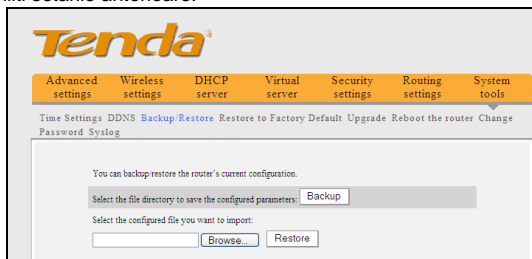 Tenda
Advanced settings Wireless settings DHCP server Virtual server Security settings Routing settings System tools
Time Settings DDNS Backup/Restore Restore to Factory Default Upgrade Reboot the router Change
Password Syslog
You can backup/restore the router's current configuration.
Select the file directory to save the configured parameters: Backup
Select the configured file you want to import:
Browse... Restore